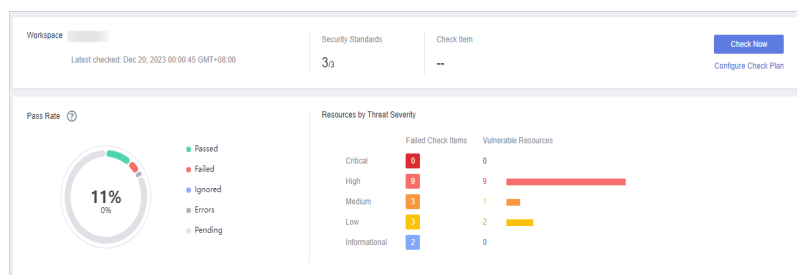 Workspace
Latest checked: Dec 20, 2023 00:00:45 GMT+08:00
Security Standards
3/3
Check Item
--
Check Now
Configure Check Plan
Pass Rate ?
11%
0%
Passed
Failed
Ignored
Errors
Pending
Resources by Threat Severity
Failed Check Items Vulnerable Resources
Critical 0 0
High 9 9
Medium 3 1
Low 3 2
Informational 2 0